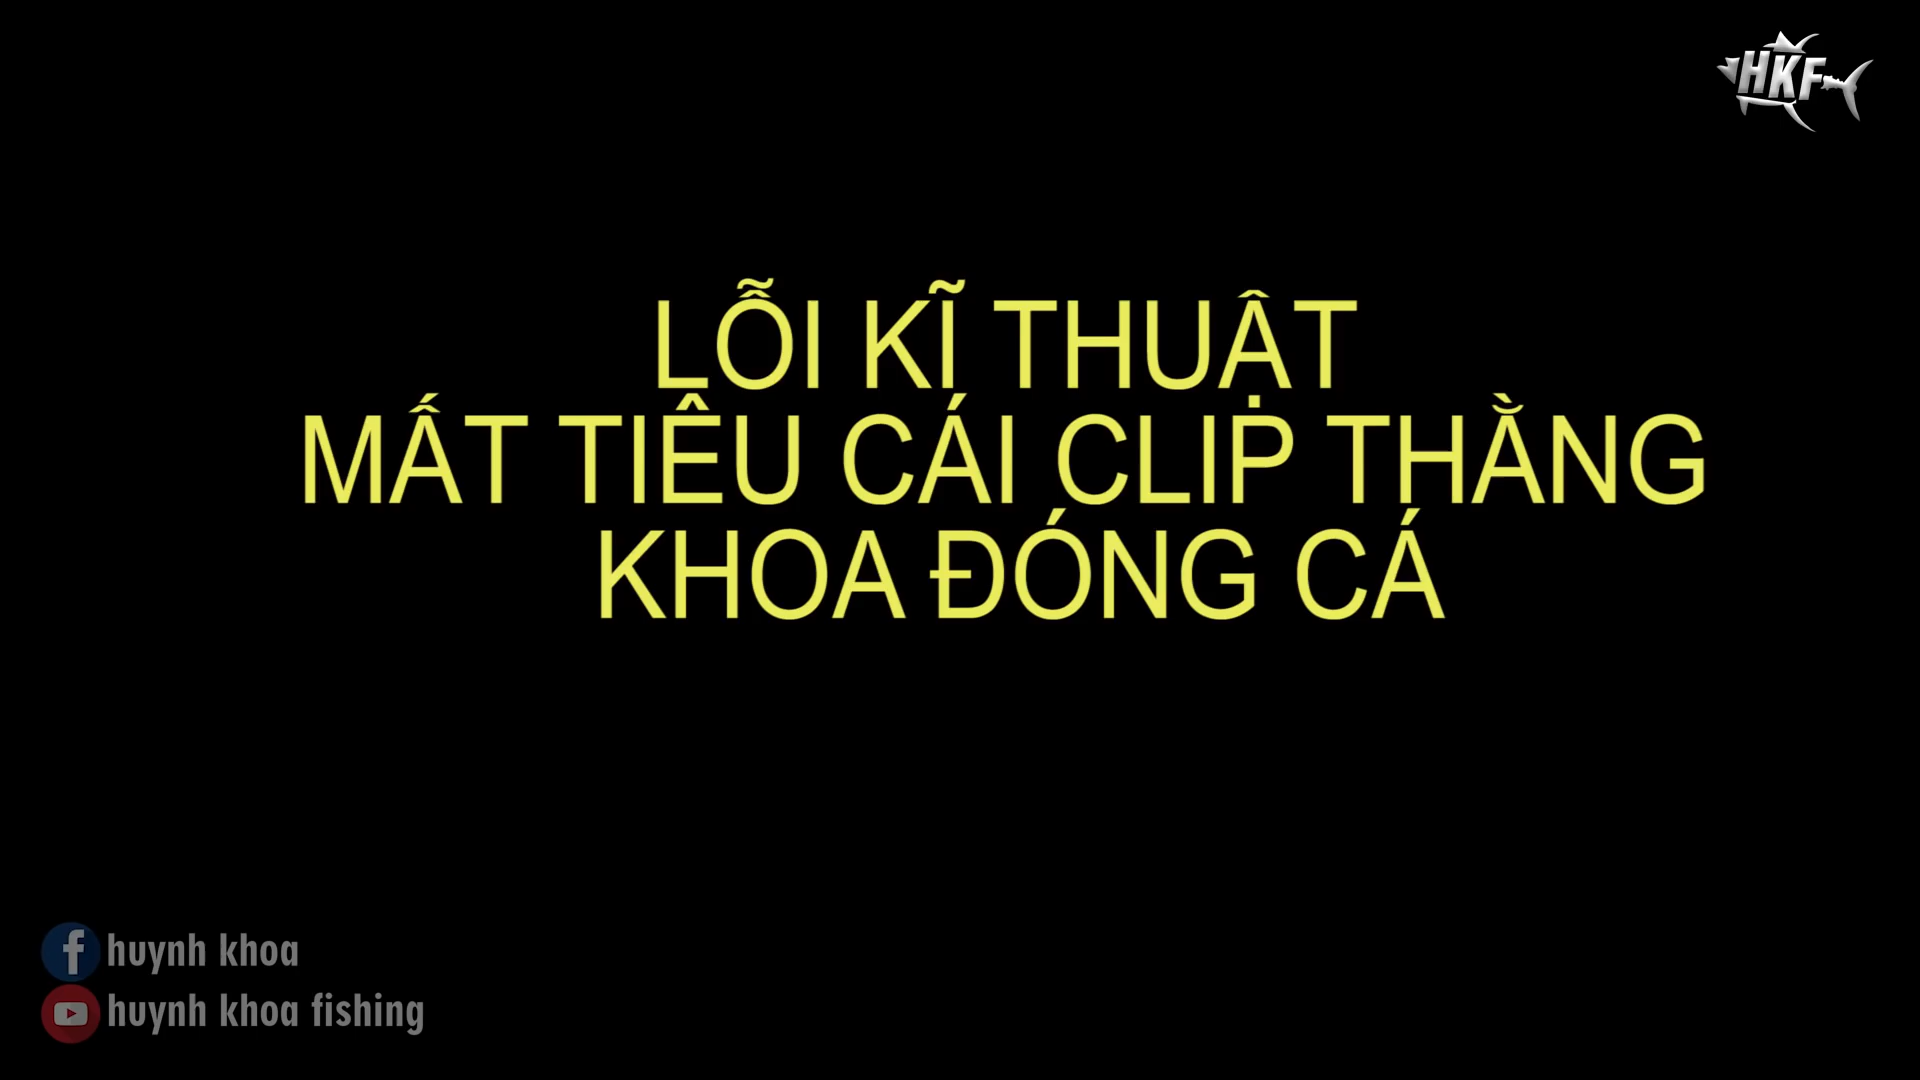 HKF
LỖI KĨ THUẬT
MẤT TIÊU CÁI CLIP THẰNG
KHOA ĐÓNG CÁ
huynh khoa
huynh khoa fishing